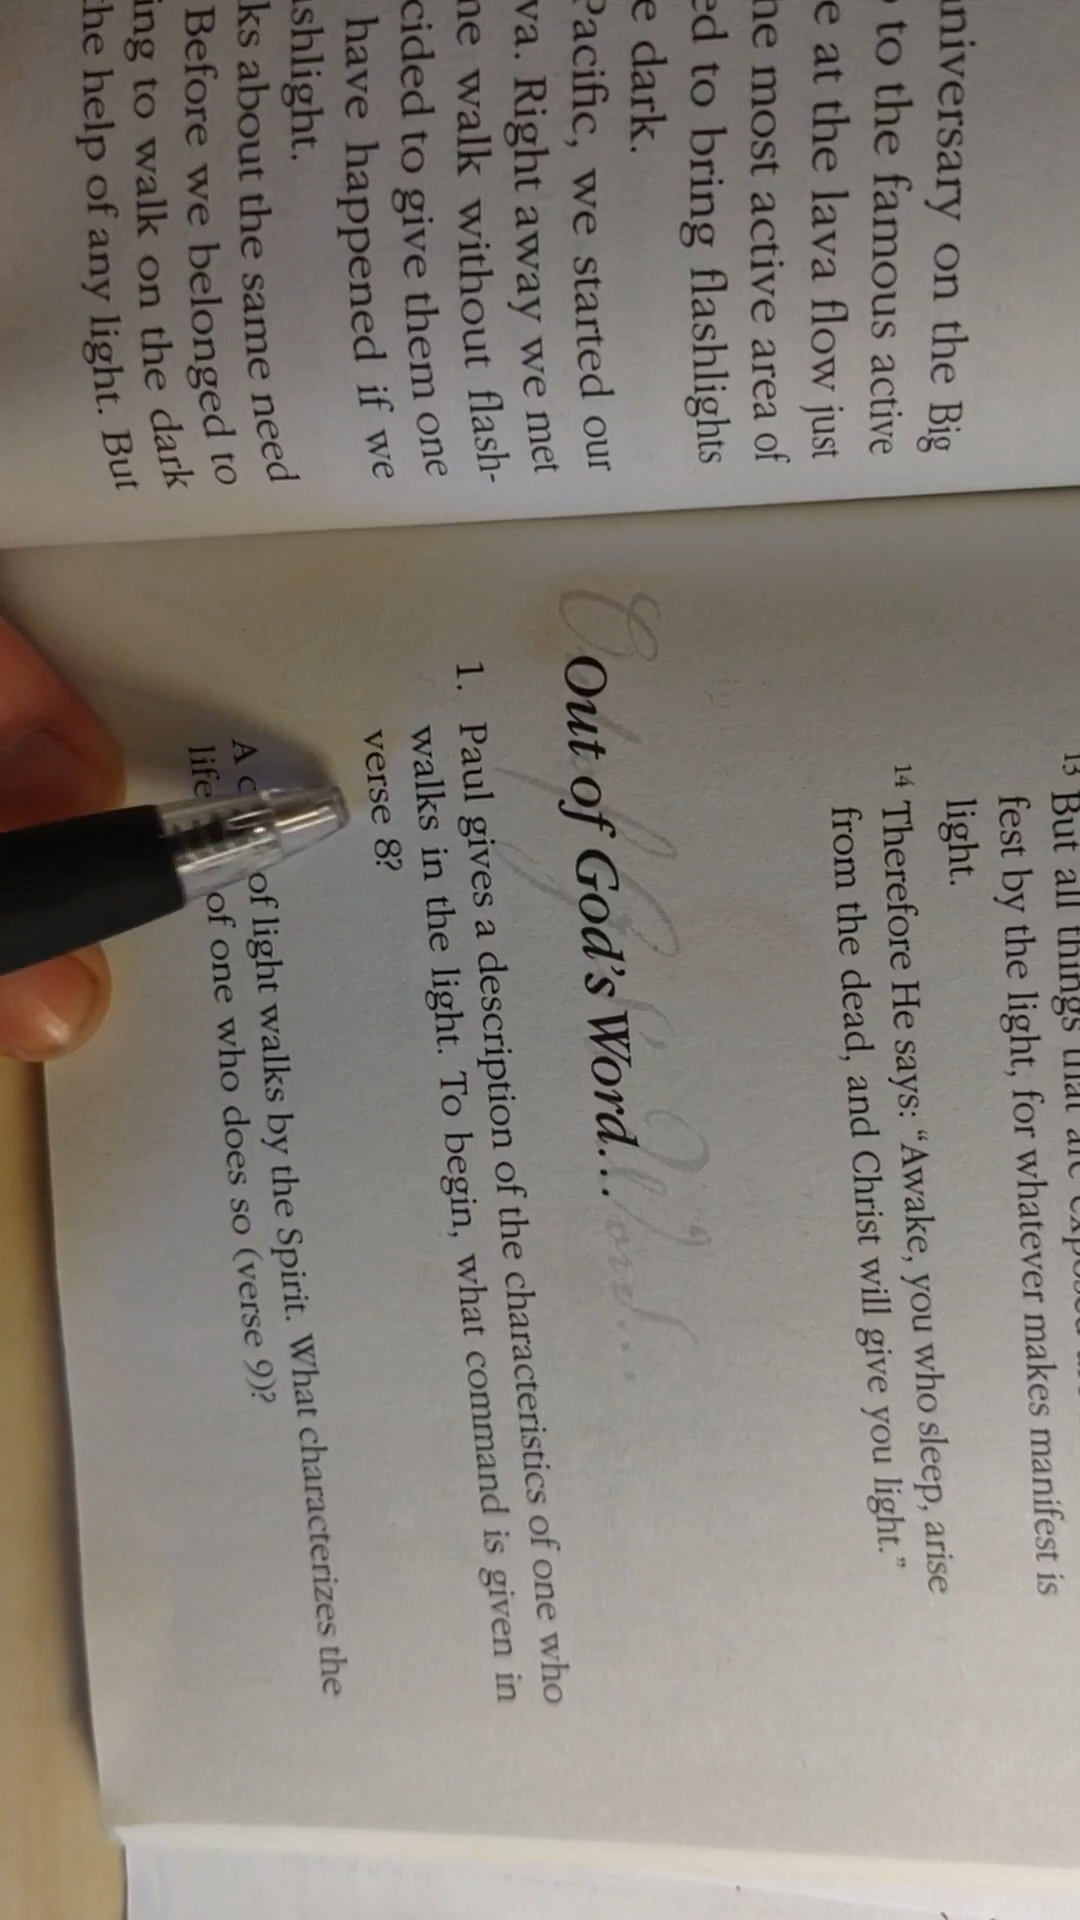 niversary on the Big
to the famous active
e at the lava flow just
he most active area of
ed to bring flashlights
e dark.
Pacific, we started our
va. Right away we met
ne walk without flash-
cided to give them one
have happened if we
shlight.
ks about the same need
Before we belonged to
ing to walk on the dark
he help of any light. But
13 But all things that are
fest by the light, for whatever makes manifest is
light.
14 Therefore He says: “Awake, you who sleep, arise
from the dead, and Christ will give you light.”
Out of God's Word...
1. Paul gives a description of the characteristics of one who
walks in the light. To begin, what command is given in
verse 8?
A of light walks by the Spirit. What characterizes the
life of one who does so (verse 9)?